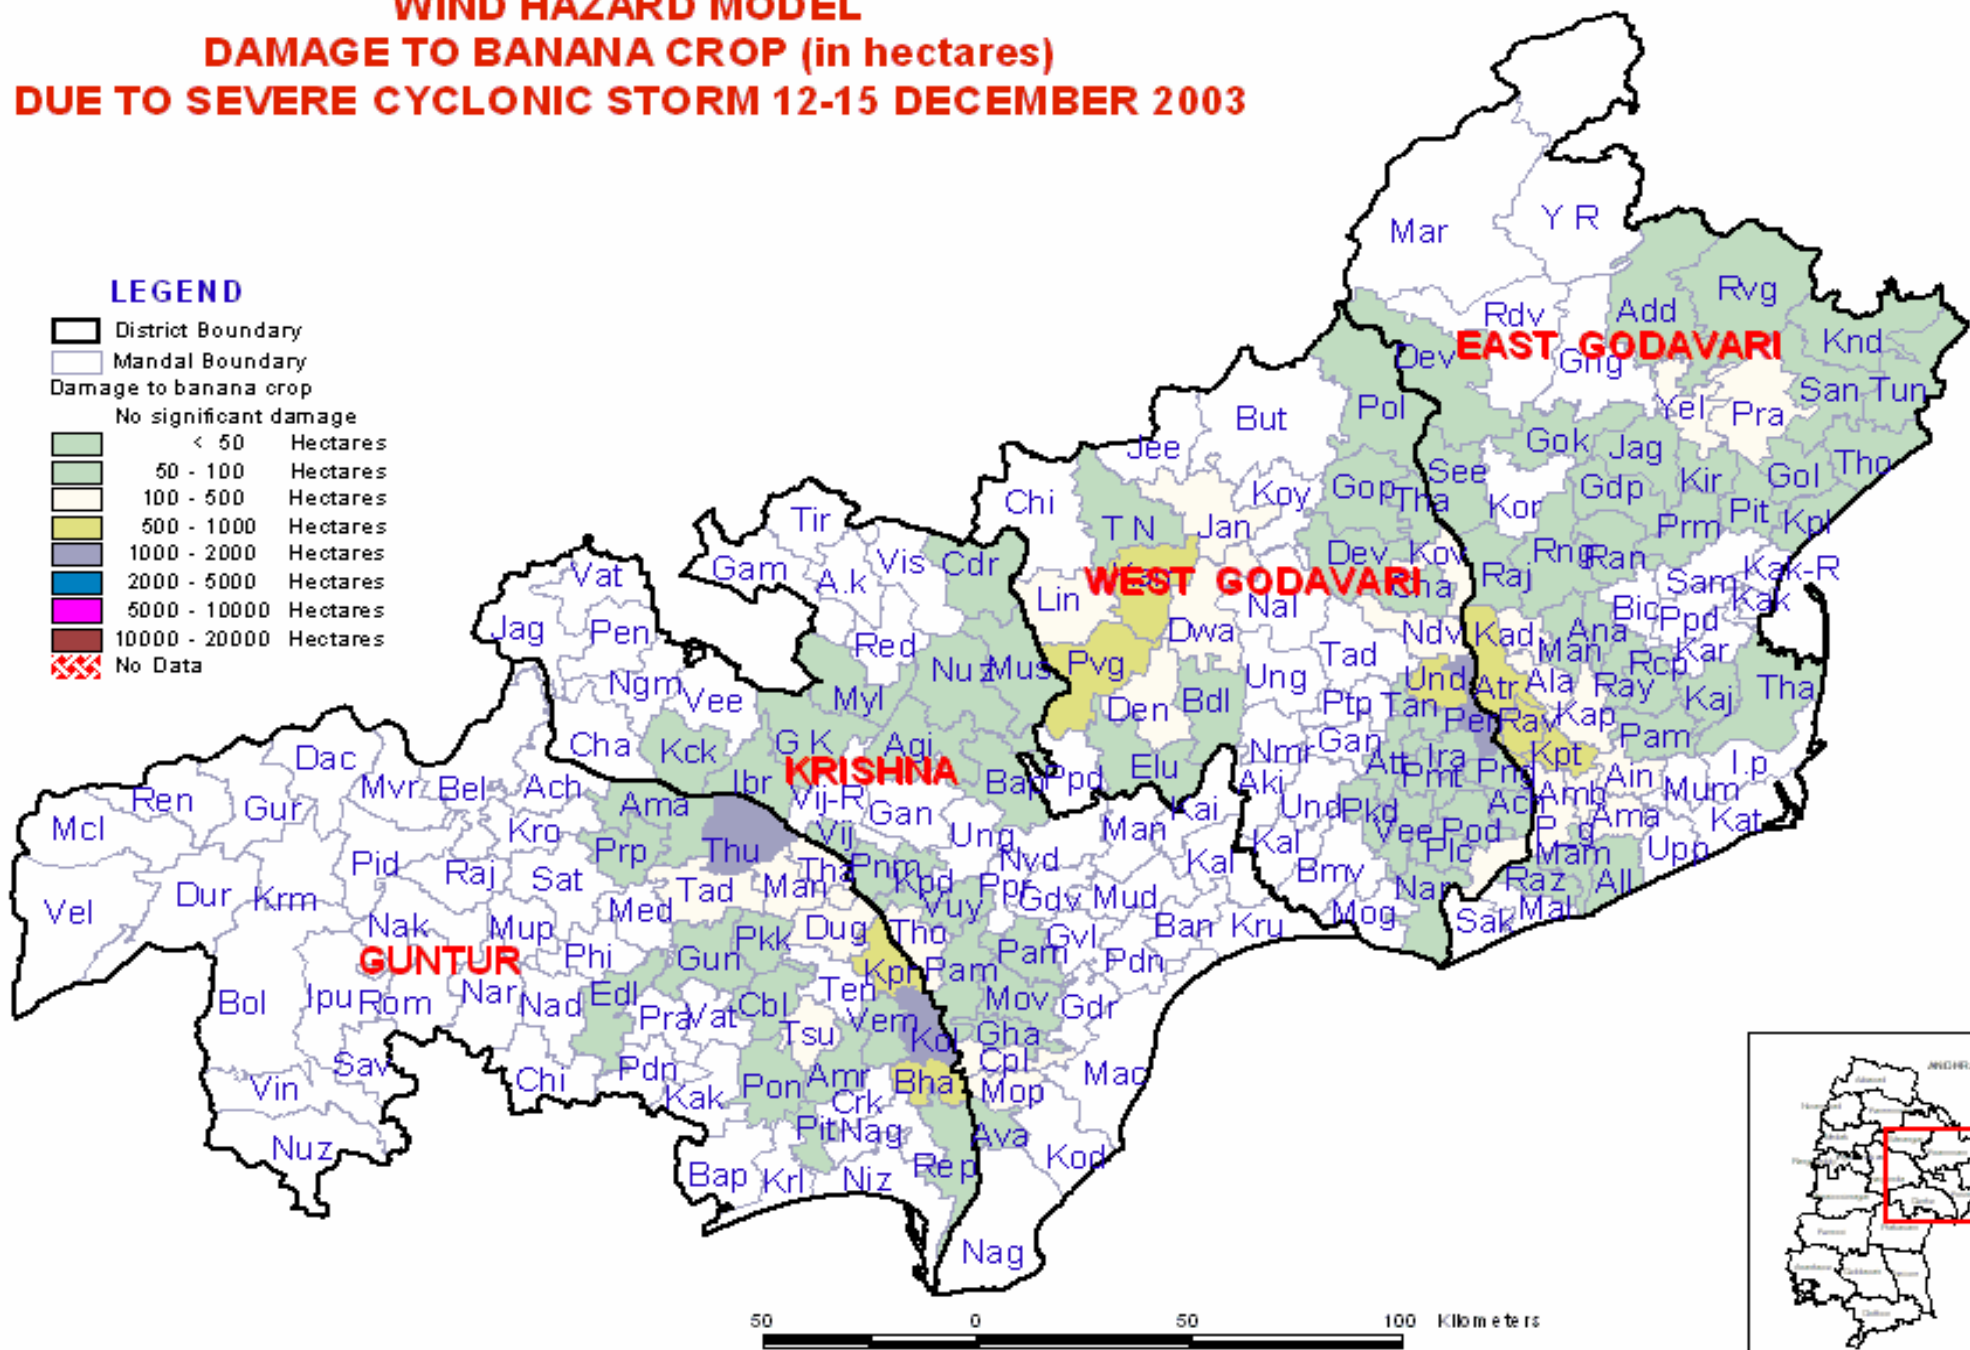 WIND HAZARD MODEL
DAMAGE TO BANANA CROP (in hectares)
DUE TO SEVERE CYCLONIC STORM 12-15 DECEMBER 2003
LEGEND
District Boundary
Mandal Boundary
Damage to banana crop
No significant damage
< 50 Hectares
50 - 100 Hectares
100 - 500 Hectares
500 - 1000 Hectares
1000 - 2000 Hectares
2000 - 5000 Hectares
5000 - 10000 Hectares
10000 - 20000 Hectares
No Data
Mar Y R
Rvg
Rdv Add
EAST GODAVARI
Dev Gng Knd
San Tun
But Pol Yel Pra
Jee Gok Jag Tho
Chi Koy Gop Tha See Kor Gdp Kir Gol
Tir T N Jan Prm Pit Kpl
Vat Gam A.k Vis Cdr Dev Kov Raj Rng Ran Kak-R
WEST GODAVARI
Lin Nal Cha Sam Kak
Jag Pen Red Dwa Ndv Kad Man Ana Bic Ppd
Nuz Mus Pvg Tad Rcp Kar
Ngm Vee Myl Den Bdl Ung Ptp Tan Und Atr Ala Ray Kaj Tha
Cha Kck G K Agi Nmr Gan Per Rav Kap Pam
KRISHNA
Dac Ibr Bap Ppd Elu Aki Att Pmt Ira Png Kpt Ain Mum I.p
Ren Gur Mvr Bel Ach Ama Vij-R Gan Kai Und Pkd Ach Amb Ama Kat
Mcl Kro Prp Thu Vij Ung Man Kal Vee Pod Plc Mam Upp
Pid Raj Sat Tad Man Tha Pnm Kpd Nyd Kal Bmy Nar Raz All
Vel Dur Krm Med Vuy Ppr Gdv Mud Mog Sak Mal
Nak Mup Phi Pkk Dug Tho Gvl Ban Kru
GUNTUR
Gun Pam Pam Pdn
Bol Ipu Rom Nar Nad Edl Pra Vat Cbl Ten Mov Gdr
Tsu Vem Kol Gha
Sav Pdn Cpl
Vin Chi Kak Pon Amr Bha Mop Mac
Crk
Nuz Pit Nag Ava
Bap Krl Niz Rep Kod
Nag
50 0 50 100 Kilometers